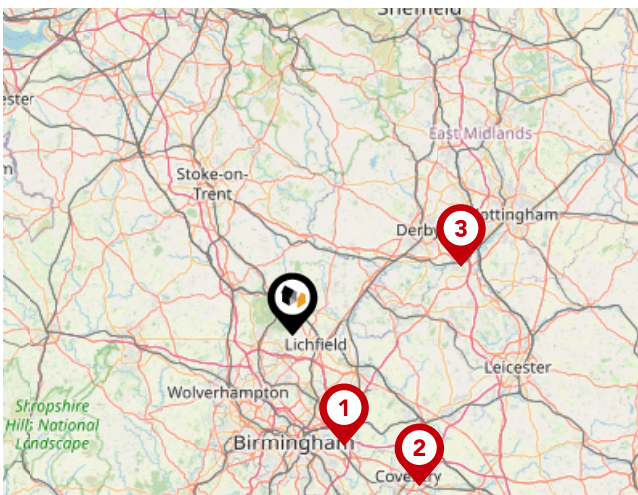 Sheffield
ester
East Midlands
Stoke-on-
Trent
Nottingham
Derby
3
Lichfield
Leicester
Wolverhampton
Shropshire
Hills National
Landscape
1
Birmingham
2
Coventry